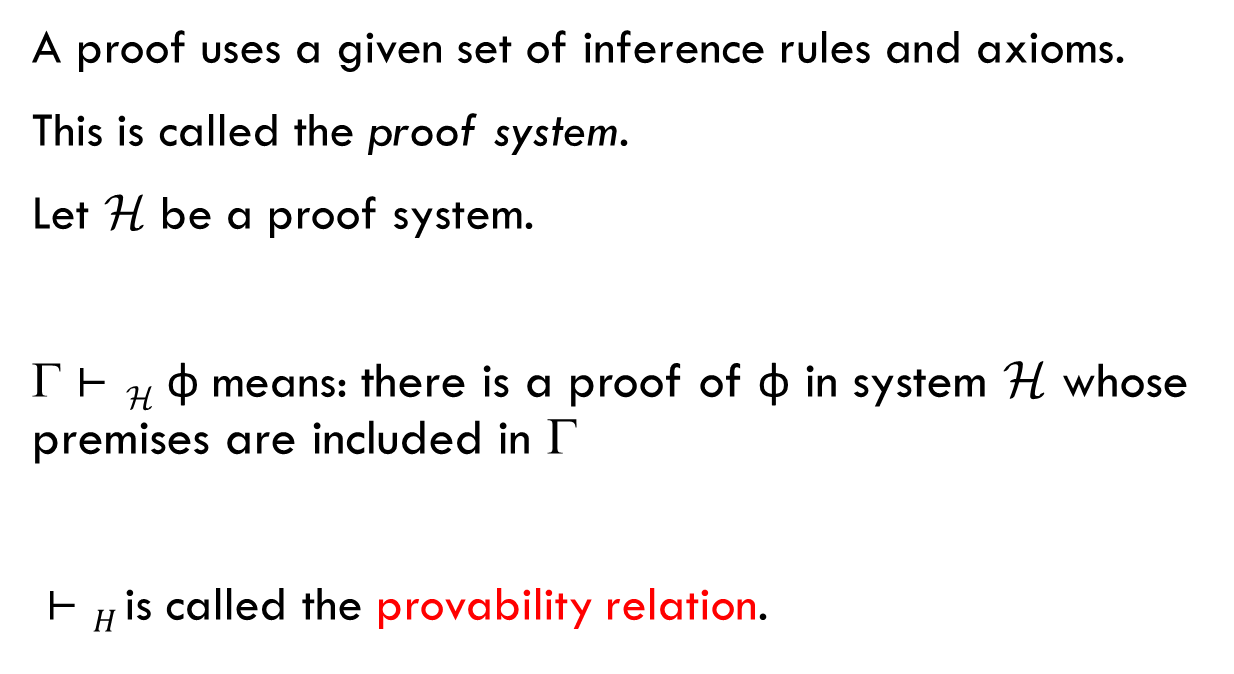 A proof uses a given set of inference rules and axioms.
This is called the proof system.
Let ℋ be a proof system.
Γ ⊢ ℋ ϕ means: there is a proof of ϕ in system ℋ whose
premises are included in Γ
⊢ H is called the provability relation.